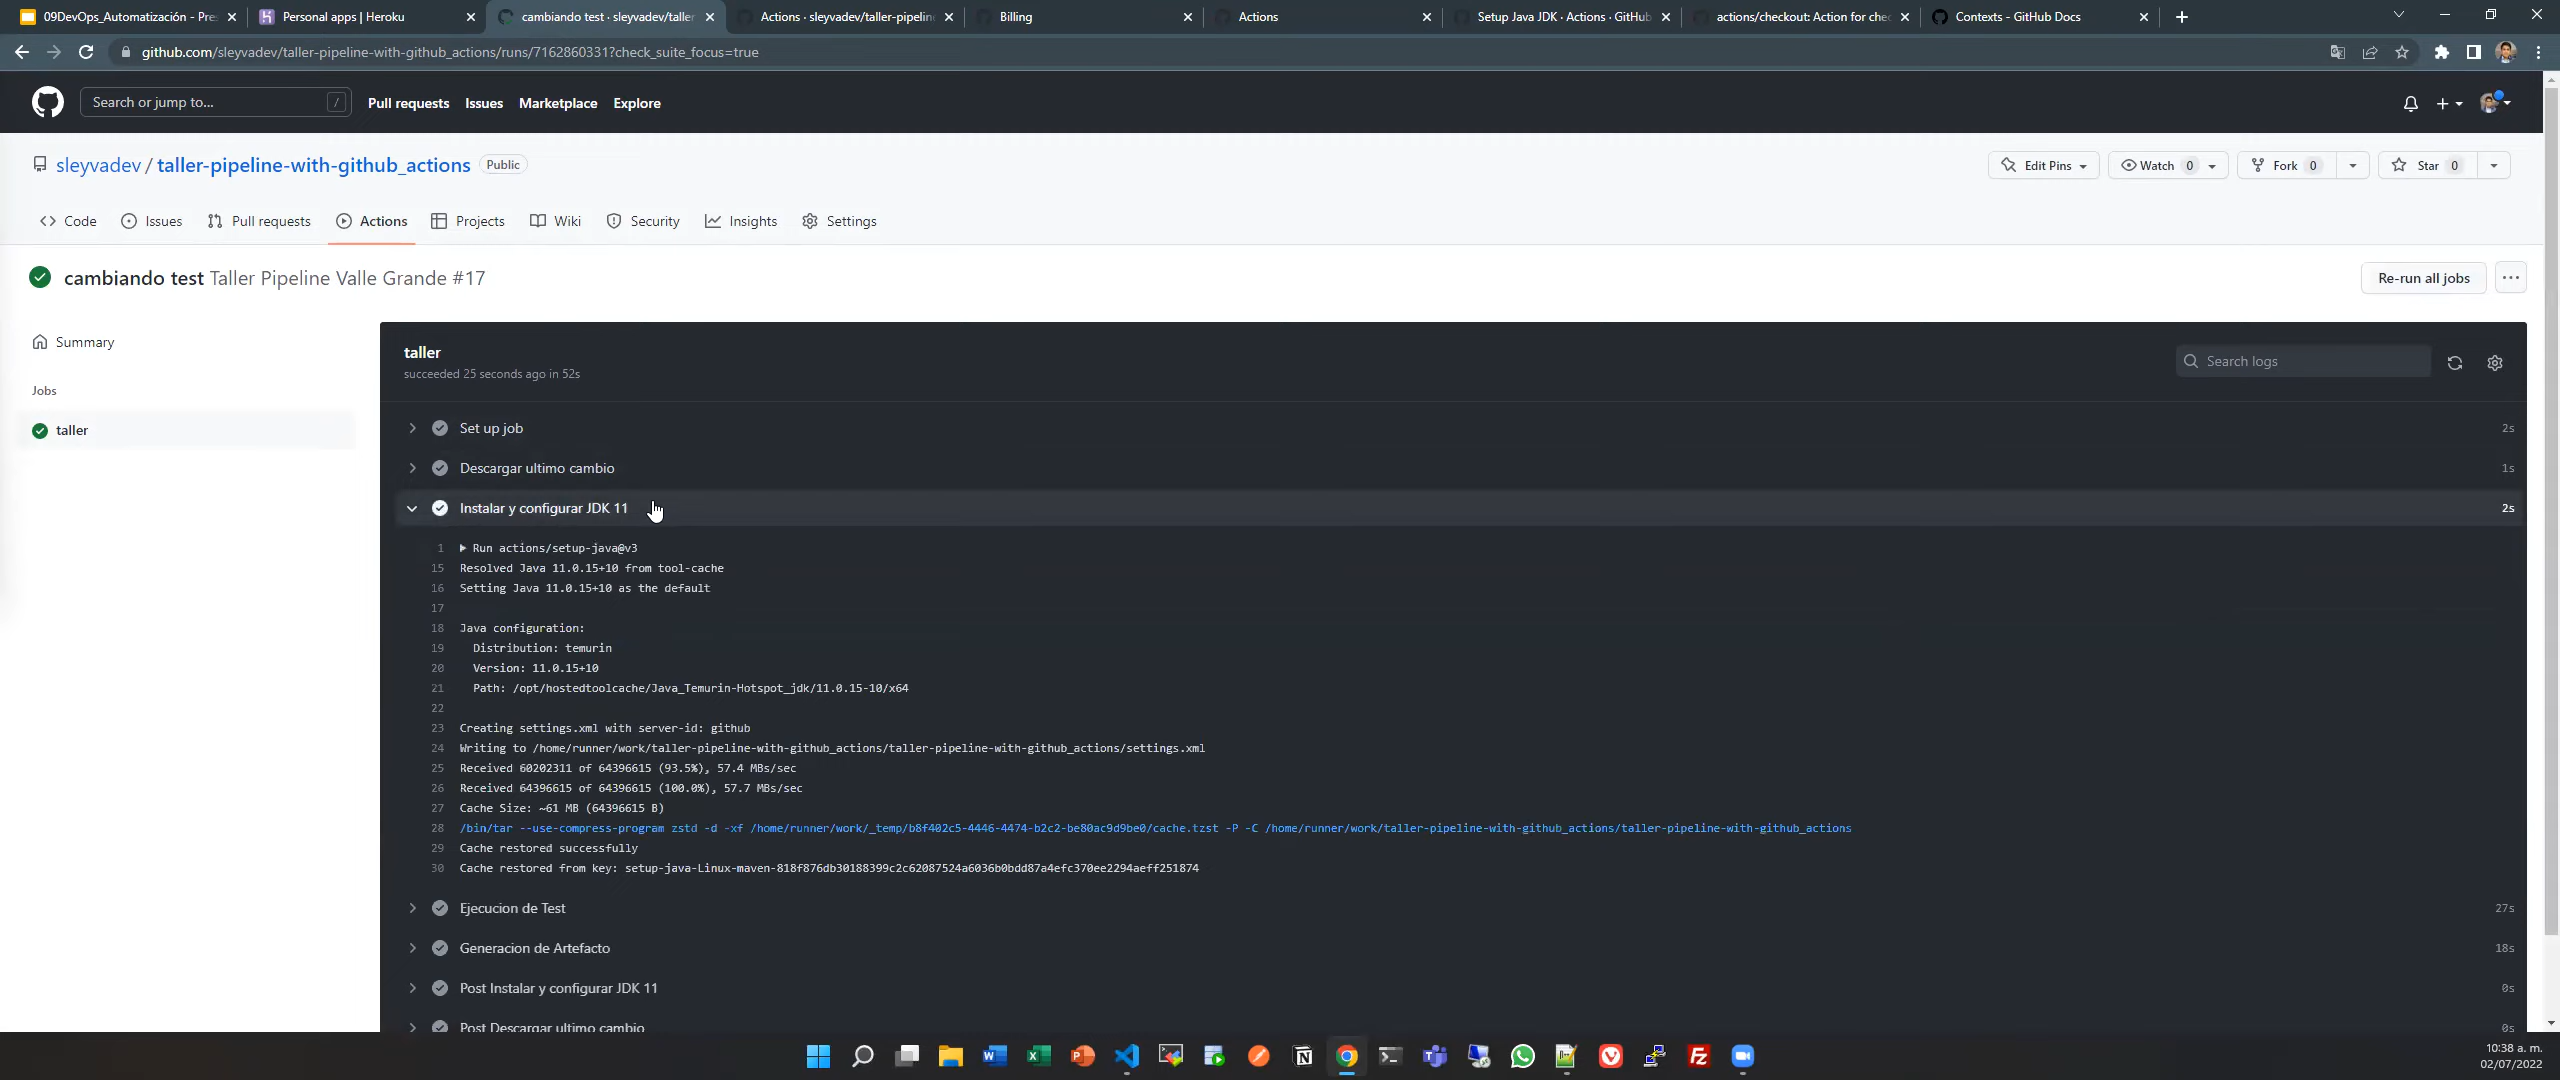 09DevOps_Automatización - Pre
Personal apps | Heroku
cambiando test · sleyvadev/taller
Actions · sleyvadev/taller-pipelin
Billing
Actions
Setup Java JDK · Actions · GitHub
actions/checkout: Action for che
Contexts - GitHub Docs
github.com/sleyvadev/taller-pipeline-with-github_actions/runs/7162860331?check_suite_focus=true
Search or jump to...
/
Pull requests
Issues
Marketplace
Explore
sleyvadev / taller-pipeline-with-github_actions
Public
Edit Pins
Watch 0
Fork 0
Star 0
Code
Issues
Pull requests
Actions
Projects
Wiki
Security
Insights
Settings
cambiando test Taller Pipeline Valle Grande #17
Re-run all jobs
Summary
Jobs
taller
taller
succeeded 25 seconds ago in 52s
Search logs
Set up job 2s
Descargar ultimo cambio 1s
Instalar y configurar JDK 11 2s
1 Run actions/setup-java@v3
15 Resolved Java 11.0.15+10 from tool-cache
16 Setting Java 11.0.15+10 as the default
17
18 Java configuration:
19 Distribution: temurin
20 Version: 11.0.15+10
21 Path: /opt/hostedtoolcache/Java_Temurin-Hotspot_jdk/11.0.15-10/x64
22
23 Creating settings.xml with server-id: github
24 Writing to /home/runner/work/taller-pipeline-with-github_actions/taller-pipeline-with-github_actions/settings.xml
25 Received 60202311 of 64396615 (93.5%), 57.4 MBs/sec
26 Received 64396615 of 64396615 (100.0%), 57.7 MBs/sec
27 Cache Size: ~61 MB (64396615 B)
28 /bin/tar --use-compress-program zstd -d -xf /home/runner/work/_temp/b8f402c5-4446-4474-b2c2-be80ac9d9be0/cache.tzst -P -C /home/runner/work/taller-pipeline-with-github_actions/taller-pipeline-with-github_actions
29 Cache restored successfully
30 Cache restored from key: setup-java-Linux-maven-818f876db30188399c2c62087524a6036b0bdd87a4efc370ee2294aeff251874
Ejecucion de Test 27s
Generacion de Artefacto 18s
Post Instalar y configurar JDK 11 0s
Post Descargar ultimo cambio 0s
10:38 a. m.
02/07/2022